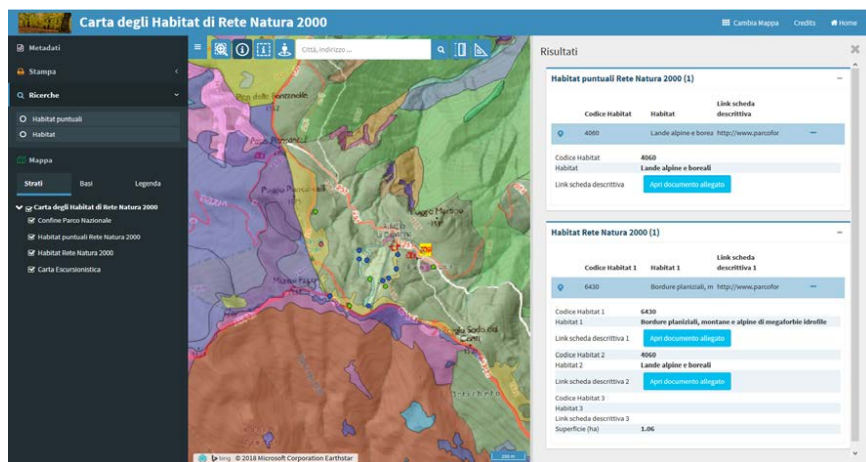 Carta degli Habitat di Rete Natura 2000
Cambia Mappa
Credits
Home
Metadati
Stampa
Ricerche
Habitat puntuali
Habitat
Mappa
Strati
Basi
Legenda
Carta degli Habitat di Rete Natura 2000
Confine Parco Nazionale
Habitat puntuali Rete Natura 2000
Habitat Rete Natura 2000
Carta Escursionistica
Città, indirizzo ...
bing © 2018 Microsoft Corporation Earthstar
200 m
Risultati
Habitat puntuali Rete Natura 2000 (1)
Codice Habitat Habitat Link scheda descrittiva
4060 Lande alpine e borea http://www.parcofor
Codice Habitat 4060
Habitat Lande alpine e boreali
Link scheda descrittiva Apri documento allegato
Habitat Rete Natura 2000 (1)
Codice Habitat 1 Habitat 1 Link scheda descrittiva 1
6430 Bordure planiziali, m http://www.parcofor
Codice Habitat 1 6430
Habitat 1 Bordure planiziali, montane e alpine di megaforbie idrofile
Link scheda descrittiva 1 Apri documento allegato
Codice Habitat 2 4060
Habitat 2 Lande alpine e boreali
Link scheda descrittiva 2 Apri documento allegato
Codice Habitat 3
Habitat 3
Link scheda descrittiva 3
Superficie (ha) 1.06